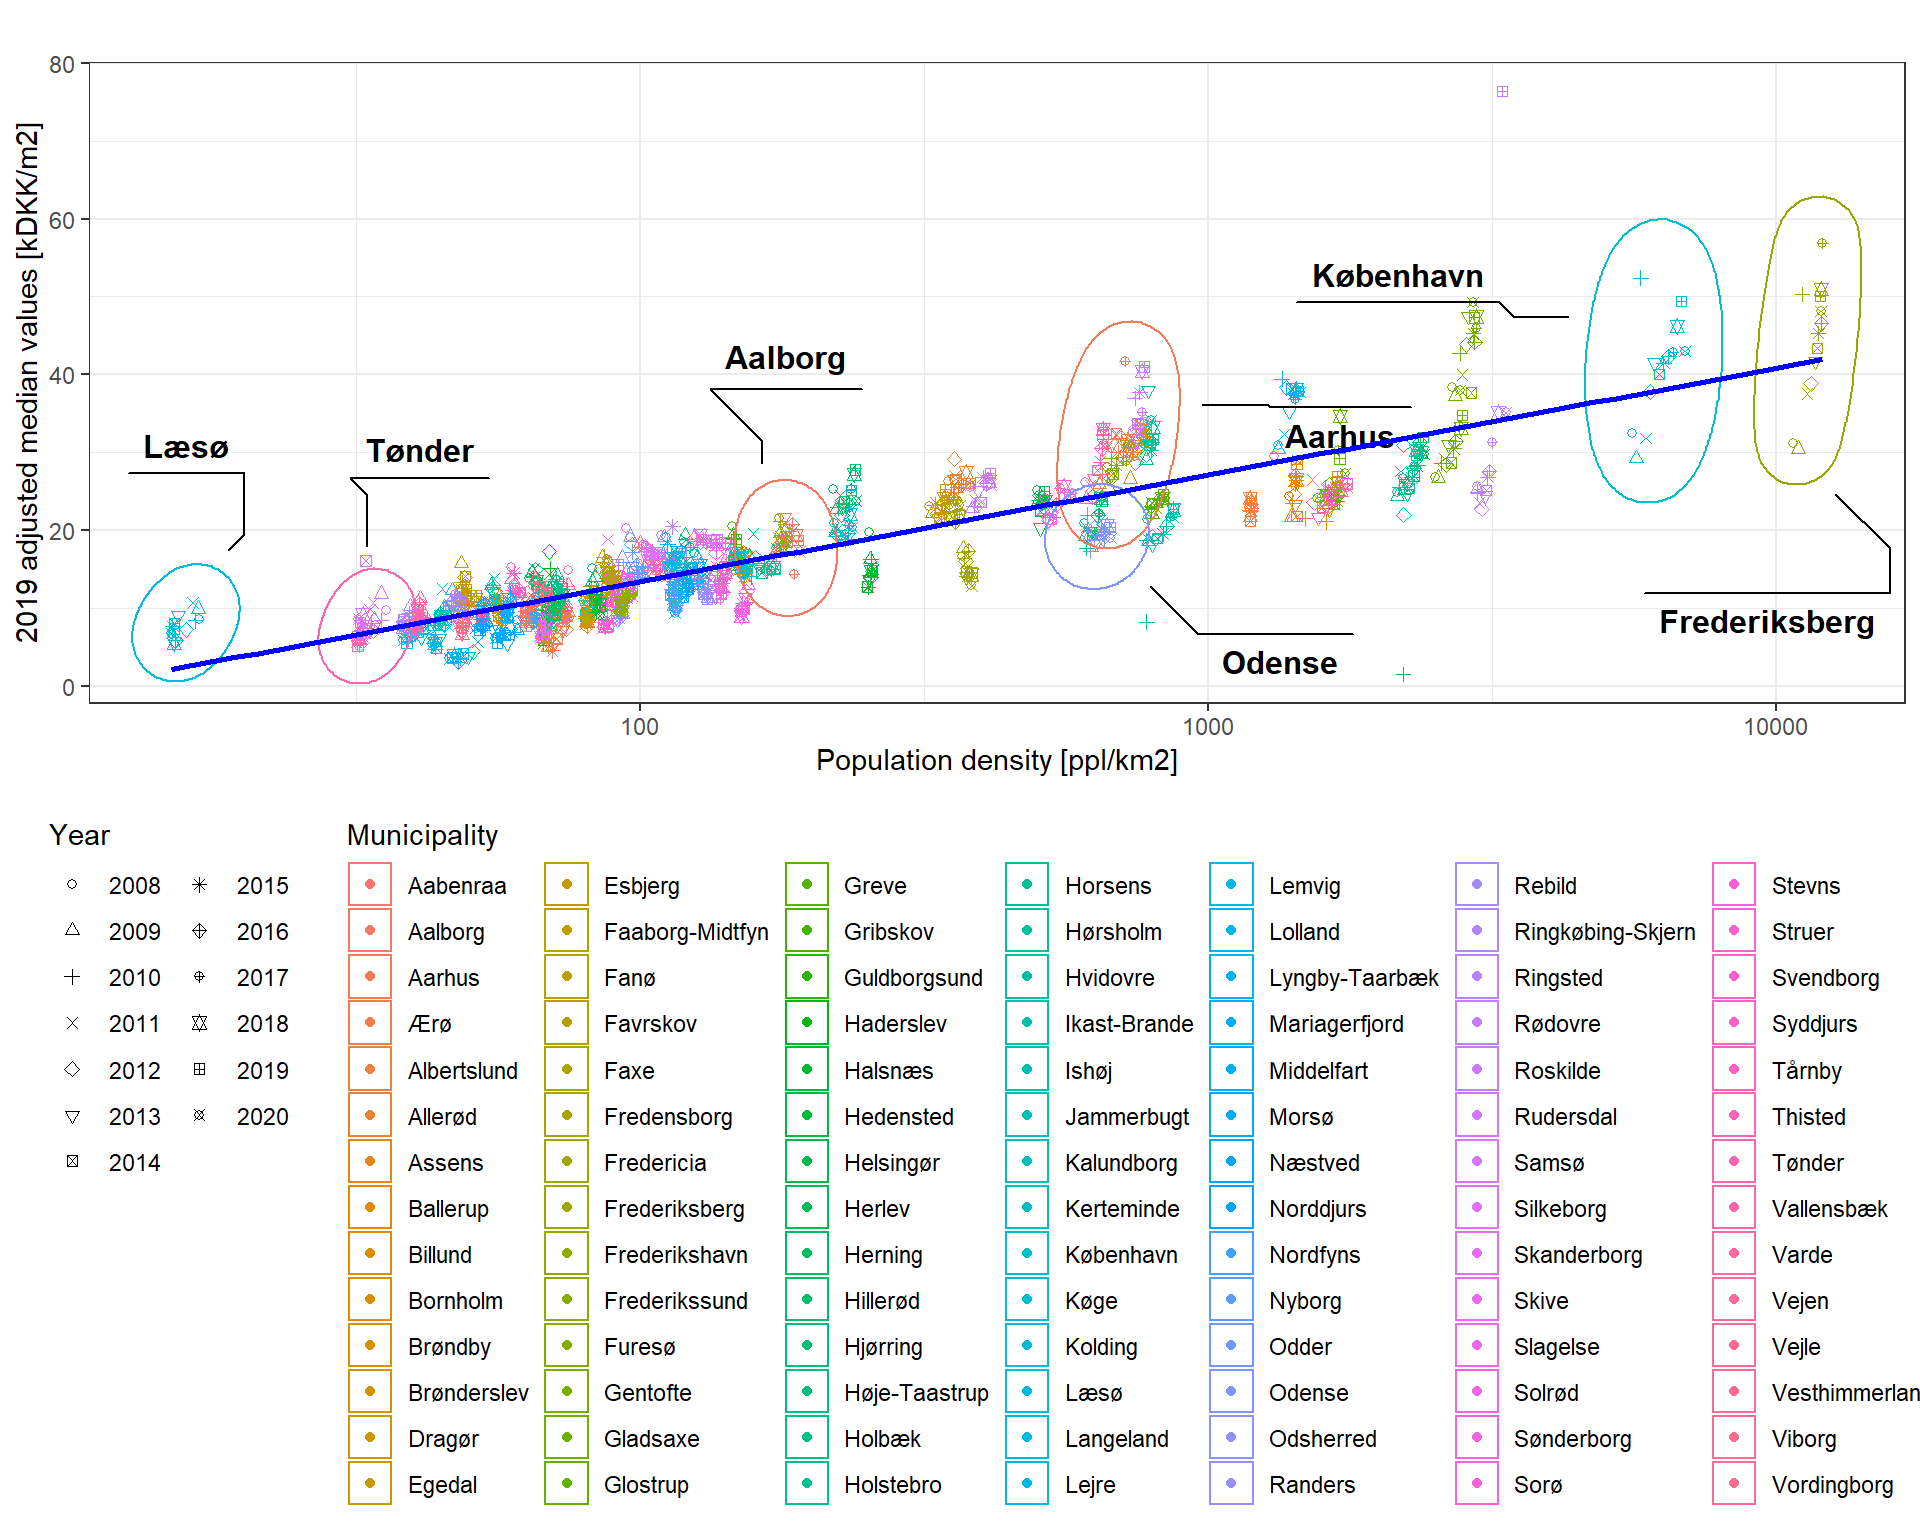 80
60
40
20
0
2019 adjusted median values [kDKK/m2]
København
Aalborg
Læsø
Tønder
Aarhus
Frederiksberg
Odense
100
1000
10000
Population density [ppl/km2]
Year
2008
2009
2010
2011
2012
2013
2014
2015
2016
2017
2018
2019
2020
Municipality
Aabenraa
Aalborg
Aarhus
Ærø
Albertslund
Allerød
Assens
Ballerup
Billund
Bornholm
Brøndby
Brønderslev
Dragør
Egedal
Esbjerg
Faaborg-Midtfyn
Fanø
Favrskov
Faxe
Fredensborg
Fredericia
Frederiksberg
Frederikshavn
Frederikssund
Furesø
Gentofte
Gladsaxe
Glostrup
Greve
Gribskov
Guldborgsund
Haderslev
Halsnæs
Hedensted
Helsingør
Herlev
Herning
Hillerød
Hjørring
Høje-Taastrup
Holbæk
Holstebro
Horsens
Hørsholm
Hvidovre
Ikast-Brande
Ishøj
Jammerbugt
Kalundborg
Kerteminde
København
Køge
Kolding
Læsø
Langeland
Lejre
Lemvig
Lolland
Lyngby-Taarbæk
Mariagerfjord
Middelfart
Morsø
Næstved
Norddjurs
Nordfyns
Nyborg
Odder
Odense
Odsherred
Randers
Rebild
Ringkøbing-Skjern
Ringsted
Rødovre
Roskilde
Rudersdal
Samsø
Silkeborg
Skanderborg
Skive
Slagelse
Solrød
Sønderborg
Sorø
Stevns
Struer
Svendborg
Syddjurs
Tårnby
Thisted
Tønder
Vallensbæk
Varde
Vejen
Vejle
Vesthimmerlan
Viborg
Vordingborg